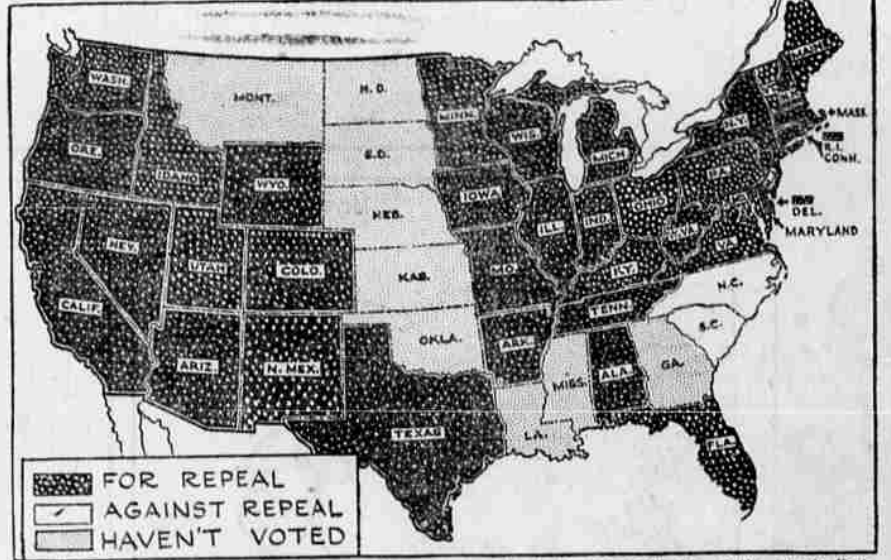 WASH.
MONT.
N. D.
MINN.
MAINE
ORE.
IDAHO
WYO.
S.D.
WIS.
MICH.
N.Y.
MASS.
R.I.
CONN.
NEV.
UTAH
COLO.
NEB.
IOWA
ILL.
IND.
OHIO
PA.
DEL.
MARYLAND
CALIF.
KAS.
MO.
KY.
W.VA.
VA.
ARIZ.
N. MEX.
OKLA.
ARK.
TENN.
N.C.
S.C.
TEXAS
LA.
MISS.
ALA.
GA.
FLA.
FOR REPEAL
AGAINST REPEAL
HAVEN'T VOTED